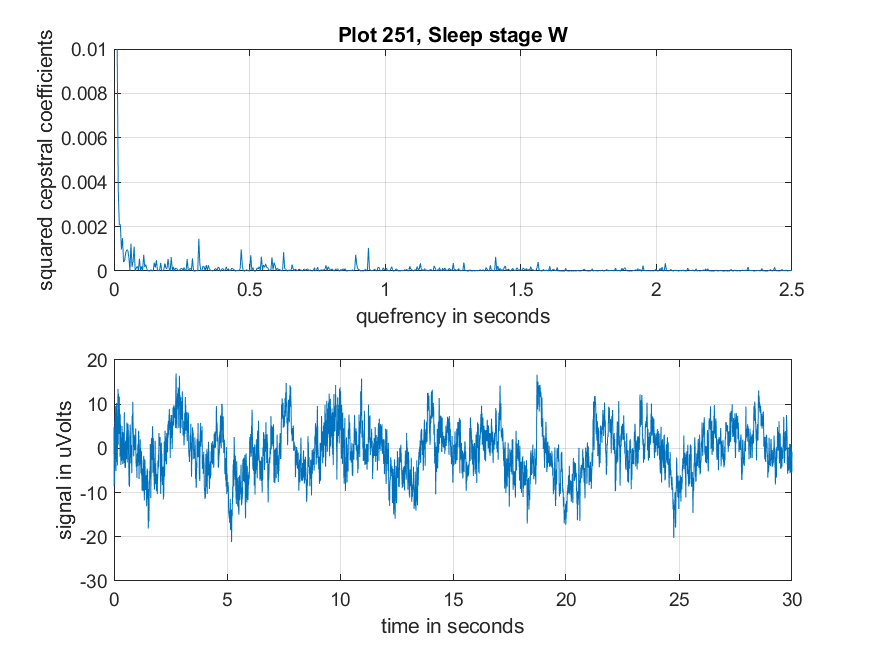 Plot 251, Sleep stage W
squared cepstral coefficients
0.01
0.008
0.006
0.004
0.002
0
0 0.5 1 1.5 2 2.5
quefrency in seconds
signal in uVolts
20
10
0
-10
-20
-30
0 5 10 15 20 25 30
time in seconds